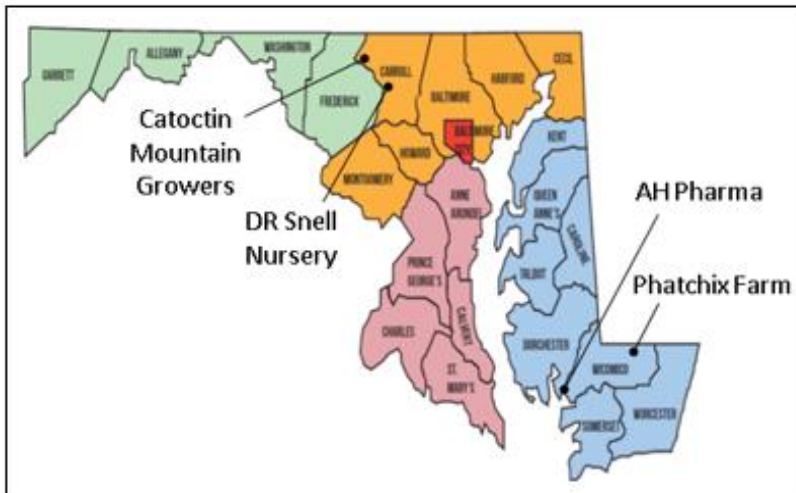 GARRETT
ALLEGANY
WASHINGTON
FREDERICK
CARROLL
BALTIMORE
HARFORD
CECIL
Catoctin
Mountain
Growers
MONTGOMERY
HOWARD
BALTIMORE
CITY
KENT
DR Snell
Nursery
ANNE
ARUNDEL
QUEEN
ANNE'S
CAROLINE
AH Pharma
PRINCE
GEORGE'S
TALBOT
Phatchix Farm
CHARLES
CALVERT
DORCHESTER
WICOMICO
ST.
MARY'S
SOMERSET
WORCESTER